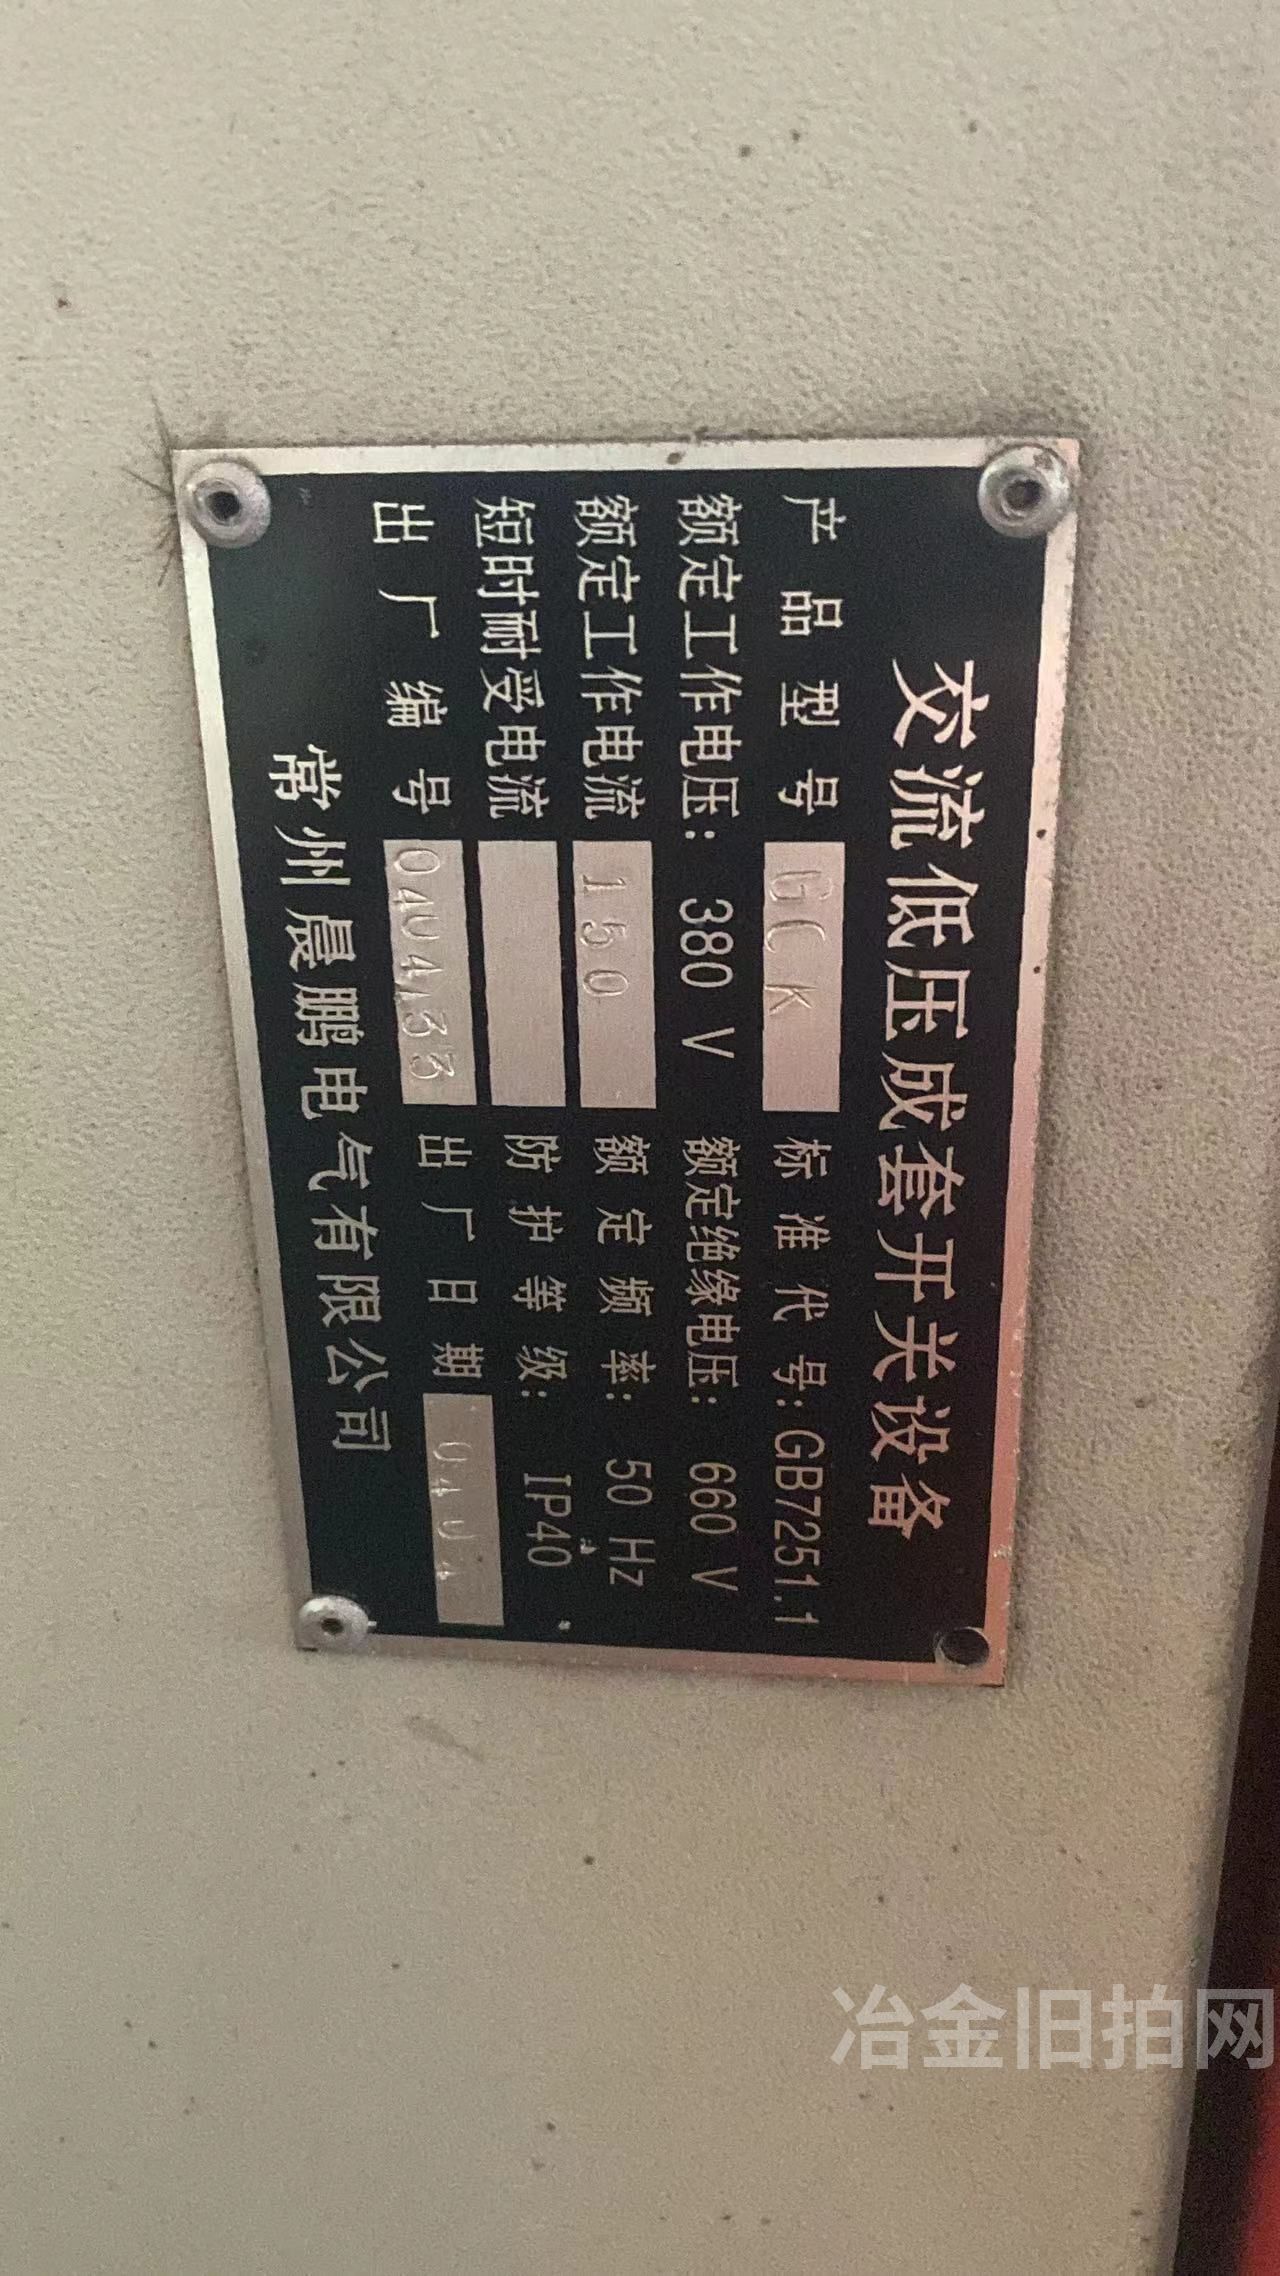 交流低压成套开关设备
产品型号 GCK 标准代号: GB7251.1
额定工作电压: 380 V 额定绝缘电压: 660 V
额定工作电流 150 额定频率: 50 Hz
短时耐受电流 防护等级: IP40
出厂编号 0404133 出厂日期 0404
常州晨鹏电气有限公司
冶金旧拍网